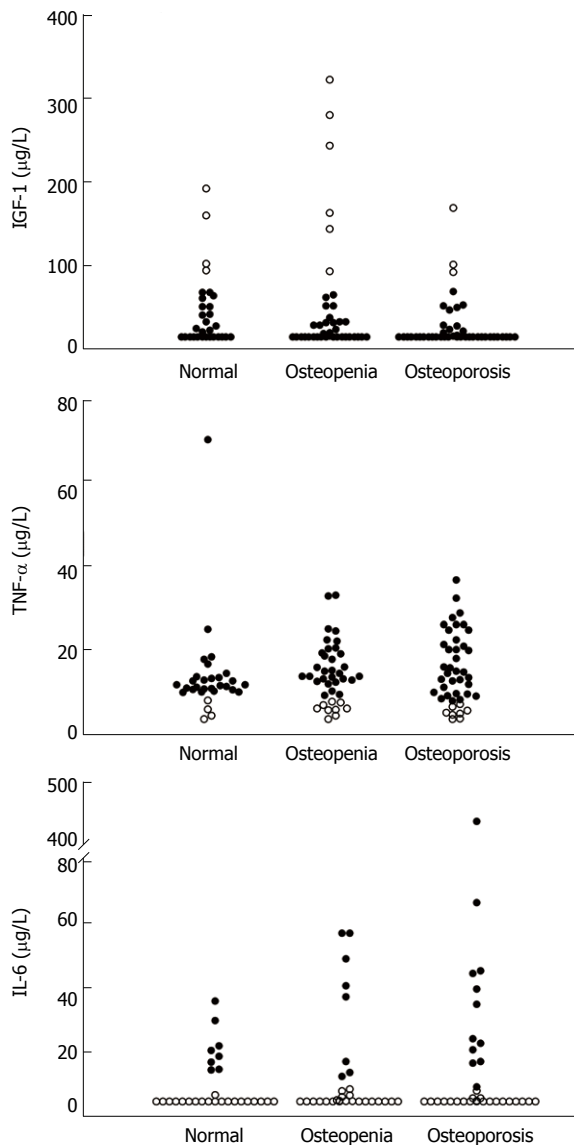 400
300
200
100
0
IGF-1 (μg/L)
Normal Osteopenia Osteoporosis
80
60
40
20
0
TNF-α (μg/L)
Normal Osteopenia Osteoporosis
500
400
80
60
40
20
0
IL-6 (μg/L)
Normal Osteopenia Osteoporosis